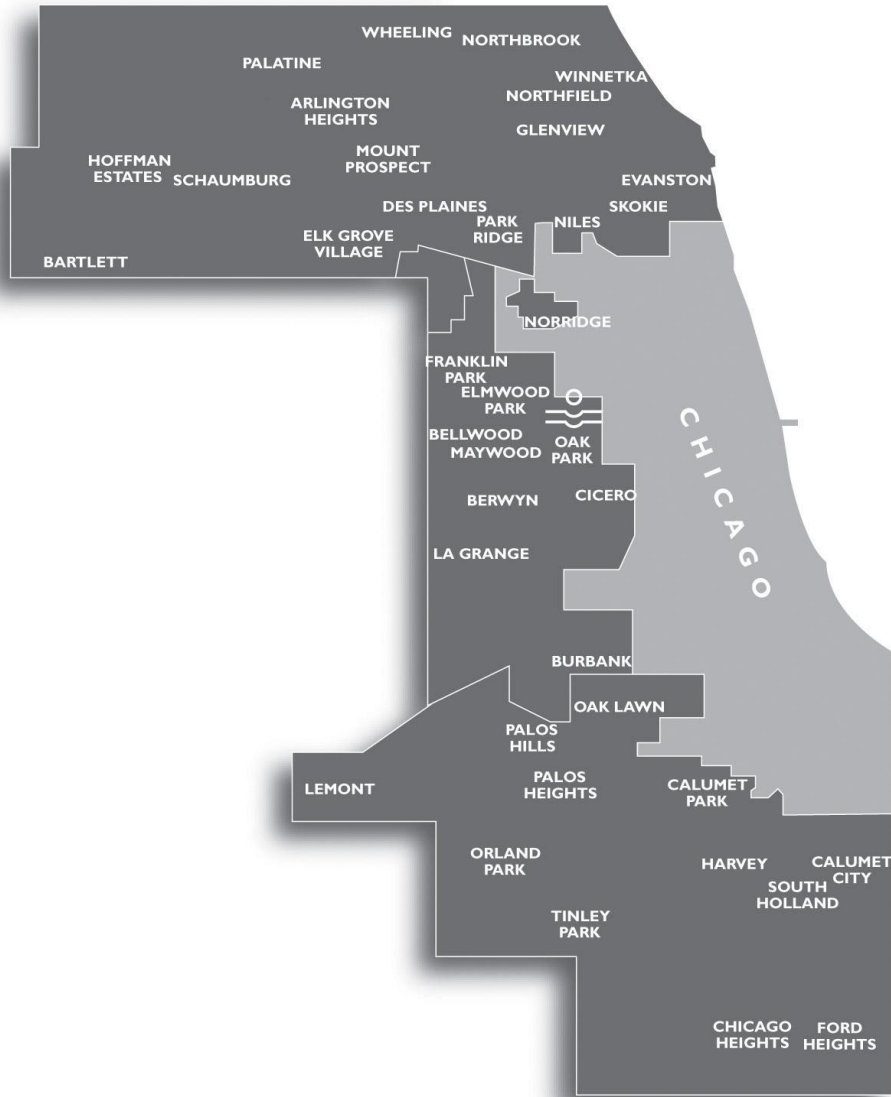 WHEELING
NORTHBROOK
PALATINE
WINNETKA
NORTHFIELD
ARLINGTON
HEIGHTS
GLENVIEW
MOUNT
PROSPECT
HOFFMAN
ESTATES
SCHAUMBURG
EVANSTON
SKOKIE
DES PLAINES
PARK
RIDGE
NILES
ELK GROVE
VILLAGE
BARTLETT
NORRIDGE
FRANKLIN
PARK
ELMWOOD
PARK
BELLWOOD
MAYWOOD
OAK
PARK
CHICAGO
BERWYN
CICERO
LA GRANGE
BURBANK
OAK LAWN
PALOS
HILLS
LEMONT
PALOS
HEIGHTS
CALUMET
PARK
ORLAND
PARK
HARVEY
CALUMET
CITY
SOUTH
HOLLAND
TINLEY
PARK
CHICAGO
HEIGHTS
FORD
HEIGHTS